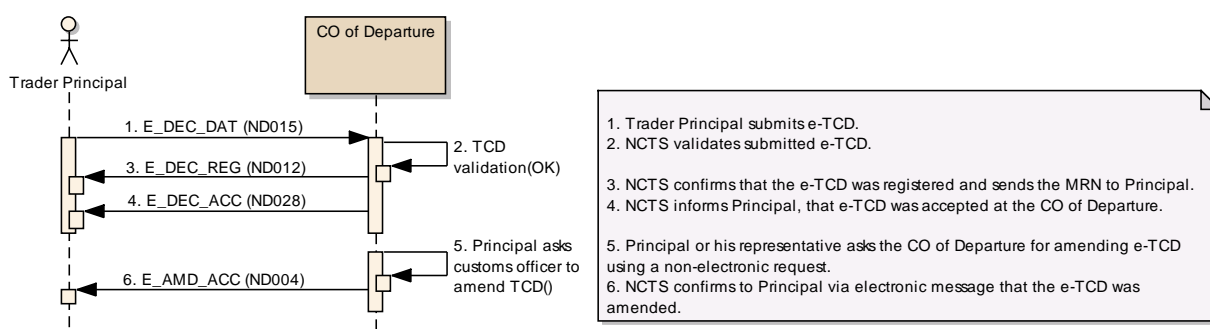 CO of Departure
Trader Principal
1. E_DEC_DAT (ND015)
2. TCD
validation(OK)
3. E_DEC_REG (ND012)
4. E_DEC_ACC (ND028)
5. Principal asks
customs officer to
amend TCD()
6. E_AMD_ACC (ND004)
1. Trader Principal submits e-TCD.
2. NCTS validates submitted e-TCD.
3. NCTS confirms that the e-TCD was registered and sends the MRN to Principal.
4. NCTS informs Principal, that e-TCD was accepted at the CO of Departure.
5. Principal or his representative asks the CO of Departure for amending e-TCD
using a non-electronic request.
6. NCTS confirms to Principal via electronic message that the e-TCD was
amended.